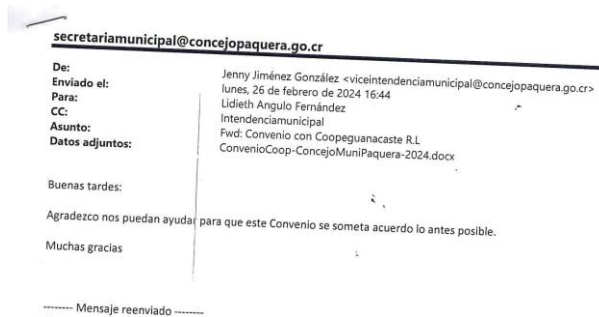 secretariamunicipal@concejopaquera.go.cr
De: Jenny Jiménez González <viceintendenciamunicipal@concejopaquera.go.cr>
Enviado el: lunes, 26 de febrero de 2024 16:44
Para: Lidieth Angulo Fernández
CC: Intendenciamunicipal
Asunto: Fwd: Convenio con Coopeguanacaste R.L
Datos adjuntos: ConvenioCoop-ConcejoMuniPaquera-2024.docx
Buenas tardes:
Agradezco nos puedan ayudar para que este Convenio se someta acuerdo lo antes posible.
Muchas gracias
-------- Mensaje reenviado --------